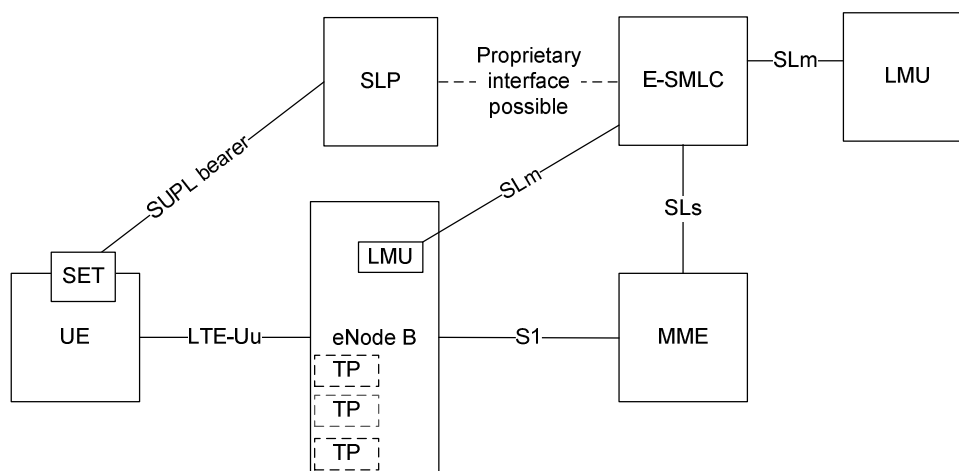 Proprietary
interface
possible
SLP
E-SMLC
SLm
LMU
SUPL bearer
SLm
SLs
LMU
SET
UE
LTE-Uu
eNode B
S1
MME
TP
TP
TP